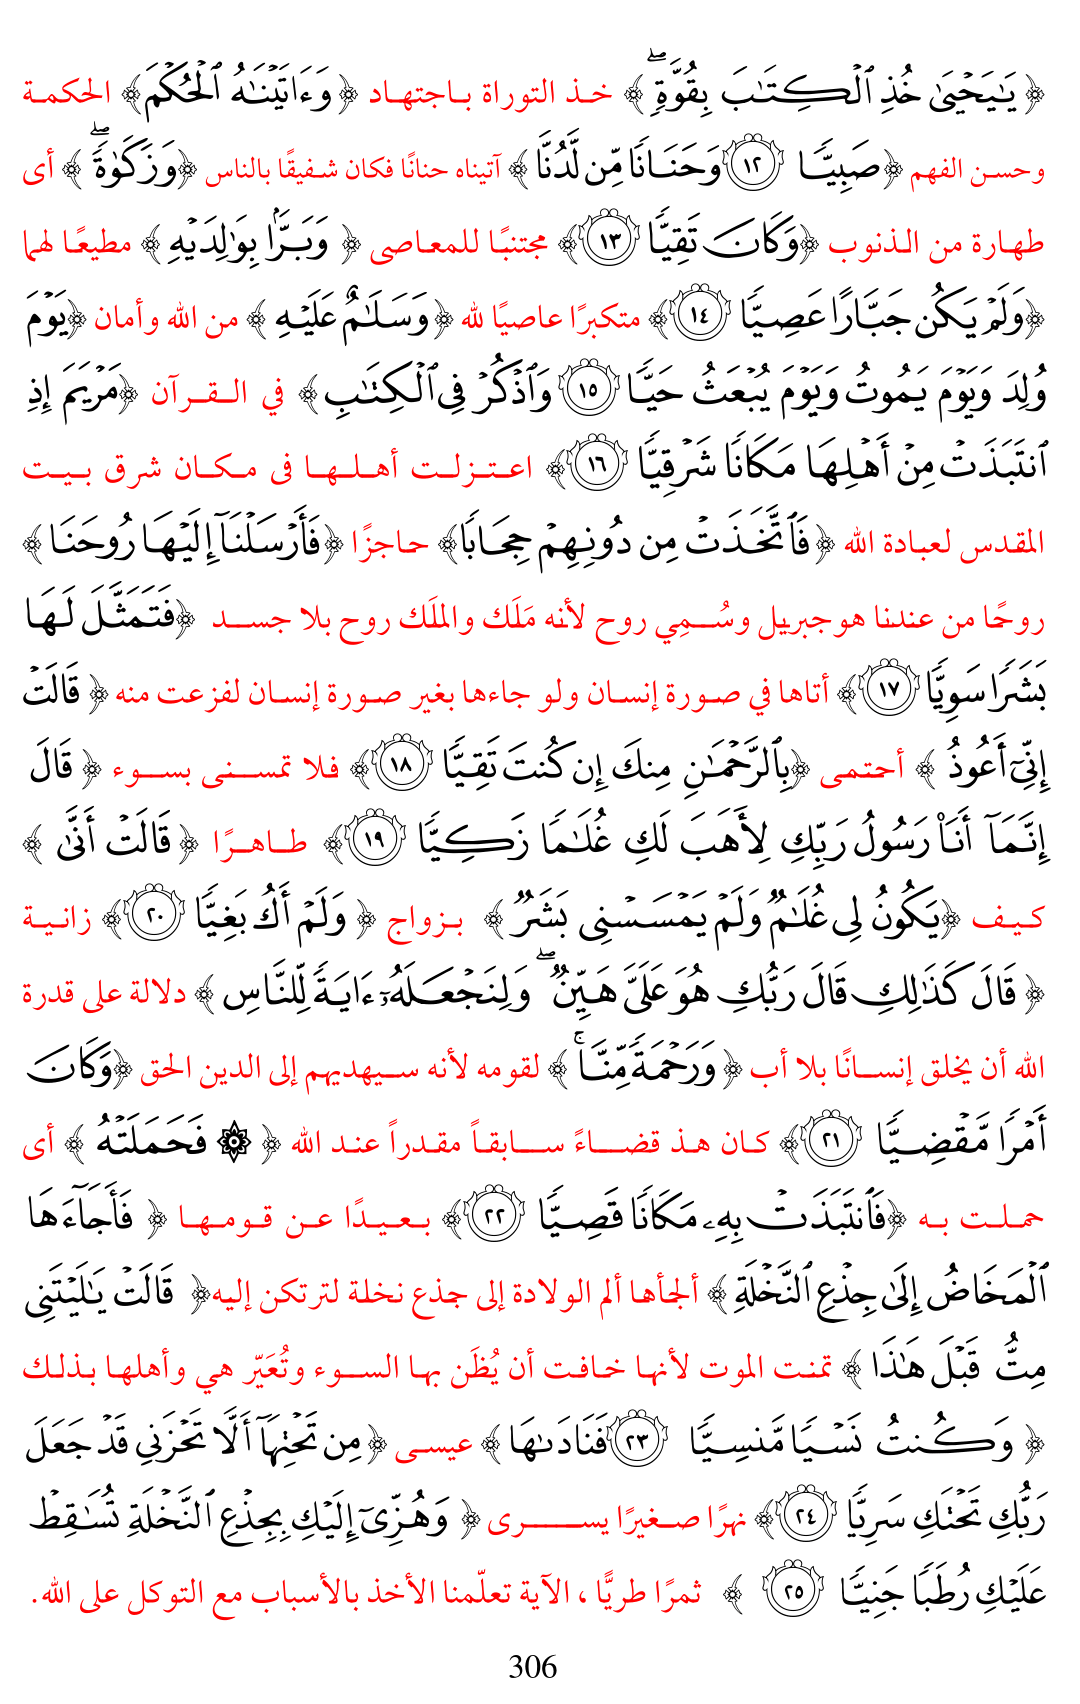 ﴿ يَٰيَحْيَىٰ خُذِ ٱلْكِتَٰبَ بِقُوَّةٍۖ ﴾ خذ التوراة باجتهاد ﴿ وَءَاتَيْنَٰهُ ٱلْحُكْمَ﴾ الحكمة
وحسن الفهم ﴿صَبِيًّا ١٢ وَحَنَانًا مِّن لَّدُنَّا ﴾ آتيناه حنانًا فكان شفيقًا بالناس ﴿وَزَكَوٰةًۖ ﴾ أى
طهارة من الذنوب ﴿وَكَانَ تَقِيًّا ١٣﴾ مجتنبًا للمعاصى ﴿ وَبَرًّۢا بِوَٰلِدَيْهِ ﴾ مطيعًا لهما
﴿وَلَمْ يَكُن جَبَّارًا عَصِيًّا ١٤﴾ متكبرًا عاصيًا لله ﴿وَسَلَٰمٌ عَلَيْهِ ﴾ من الله وأمان ﴿يَوْمَ
وُلِدَ وَيَوْمَ يَمُوتُ وَيَوْمَ يُبْعَثُ حَيًّا ١٥ وَٱذْكُرْ فِى ٱلْكِتَٰبِ ﴾ في القرآن ﴿مَرْيَمَ إِذِ
ٱنتَبَذَتْ مِنْ أَهْلِهَا مَكَانًا شَرْقِيًّا ١٦﴾ اعتزلت أهلها فى مكان شرق بيت
المقدس لعبادة الله ﴿فَٱتَّخَذَتْ مِن دُونِهِمْ حِجَابًا﴾ حاجزًا ﴿فَأَرْسَلْنَآ إِلَيْهَا رُوحَنَا ﴾
روحًا من عندنا هوجبريل وسُمِي روح لأنه مَلَك والملَك روح بلا جسد ﴿فَتَمَثَّلَ لَهَا
بَشَرًا سَوِيًّا ١٧﴾ أتاها في صورة إنسان ولو جاءها بغير صورة إنسان لفزعت منه ﴿ قَالَتْ
إِنِّىٓ أَعُوذُ ﴾ أحتمى ﴿بِٱلرَّحْمَٰنِ مِنكَ إِن كُنتَ تَقِيًّا ١٨﴾ فلا تمسنى بسوء ﴿ قَالَ
إِنَّمَآ أَنَا۠ رَسُولُ رَبِّكِ لِأَهَبَ لَكِ غُلَٰمًا زَكِيًّا ١٩﴾ طاهرًا ﴿ قَالَتْ أَنَّىٰ ﴾
كيف ﴿يَكُونُ لِى غُلَٰمٌ وَلَمْ يَمْسَسْنِى بَشَرٌ ﴾ بزواج ﴿ وَلَمْ أَكُ بَغِيًّا ٢٠﴾ زانية
﴿ قَالَ كَذَٰلِكِ قَالَ رَبُّكِ هُوَ عَلَىَّ هَيِّنٌۖ وَلِنَجْعَلَهُۥٓ ءَايَةً لِّلنَّاسِ ﴾ دلالة على قدرة
الله أن يخلق إنسانًا بلا أب ﴿وَرَحْمَةً مِّنَّاۚ ﴾ لقومه لأنه سيهديهم إلى الدين الحق ﴿وَكَانَ
أَمْرًا مَّقْضِيًّا ٢١﴾ كان هذ قضاءً سابقاً مقدراً عند الله ﴿ ۞ فَحَمَلَتْهُ ﴾ أى
حملت به ﴿فَٱنتَبَذَتْ بِهِۦ مَكَانًا قَصِيًّا ٢٢﴾ بعيدًا عن قومها ﴿ فَأَجَآءَهَا
ٱلْمَخَاضُ إِلَىٰ جِذْعِ ٱلنَّخْلَةِ ﴾ ألجأها ألم الولادة إلى جذع نخلة لترتكن إليه ﴿ قَالَتْ يَٰلَيْتَنِى
مِتُّ قَبْلَ هَٰذَا ﴾ تمنت الموت لأنها خافت أن يُظَن بها السوء وتُعَيّر هي وأهلها بذلك
﴿ وَكُنتُ نَسْيًا مَّنسِيًّا ٢٣ فَنَادَىٰهَا ﴾ عيسى ﴿مِن تَحْتِهَآ أَلَّا تَحْزَنِى قَدْ جَعَلَ
رَبُّكِ تَحْتَكِ سَرِيًّا ٢٤﴾ نهرًا صغيرًا يسرى ﴿ وَهُزِّىٓ إِلَيْكِ بِجِذْعِ ٱلنَّخْلَةِ تُسَٰقِطْ
عَلَيْكِ رُطَبًا جَنِيًّا ٢٥ ﴾ ثمرًا طريًّا ، الآية تعلّمنا الأخذ بالأسباب مع التوكل على الله.
306